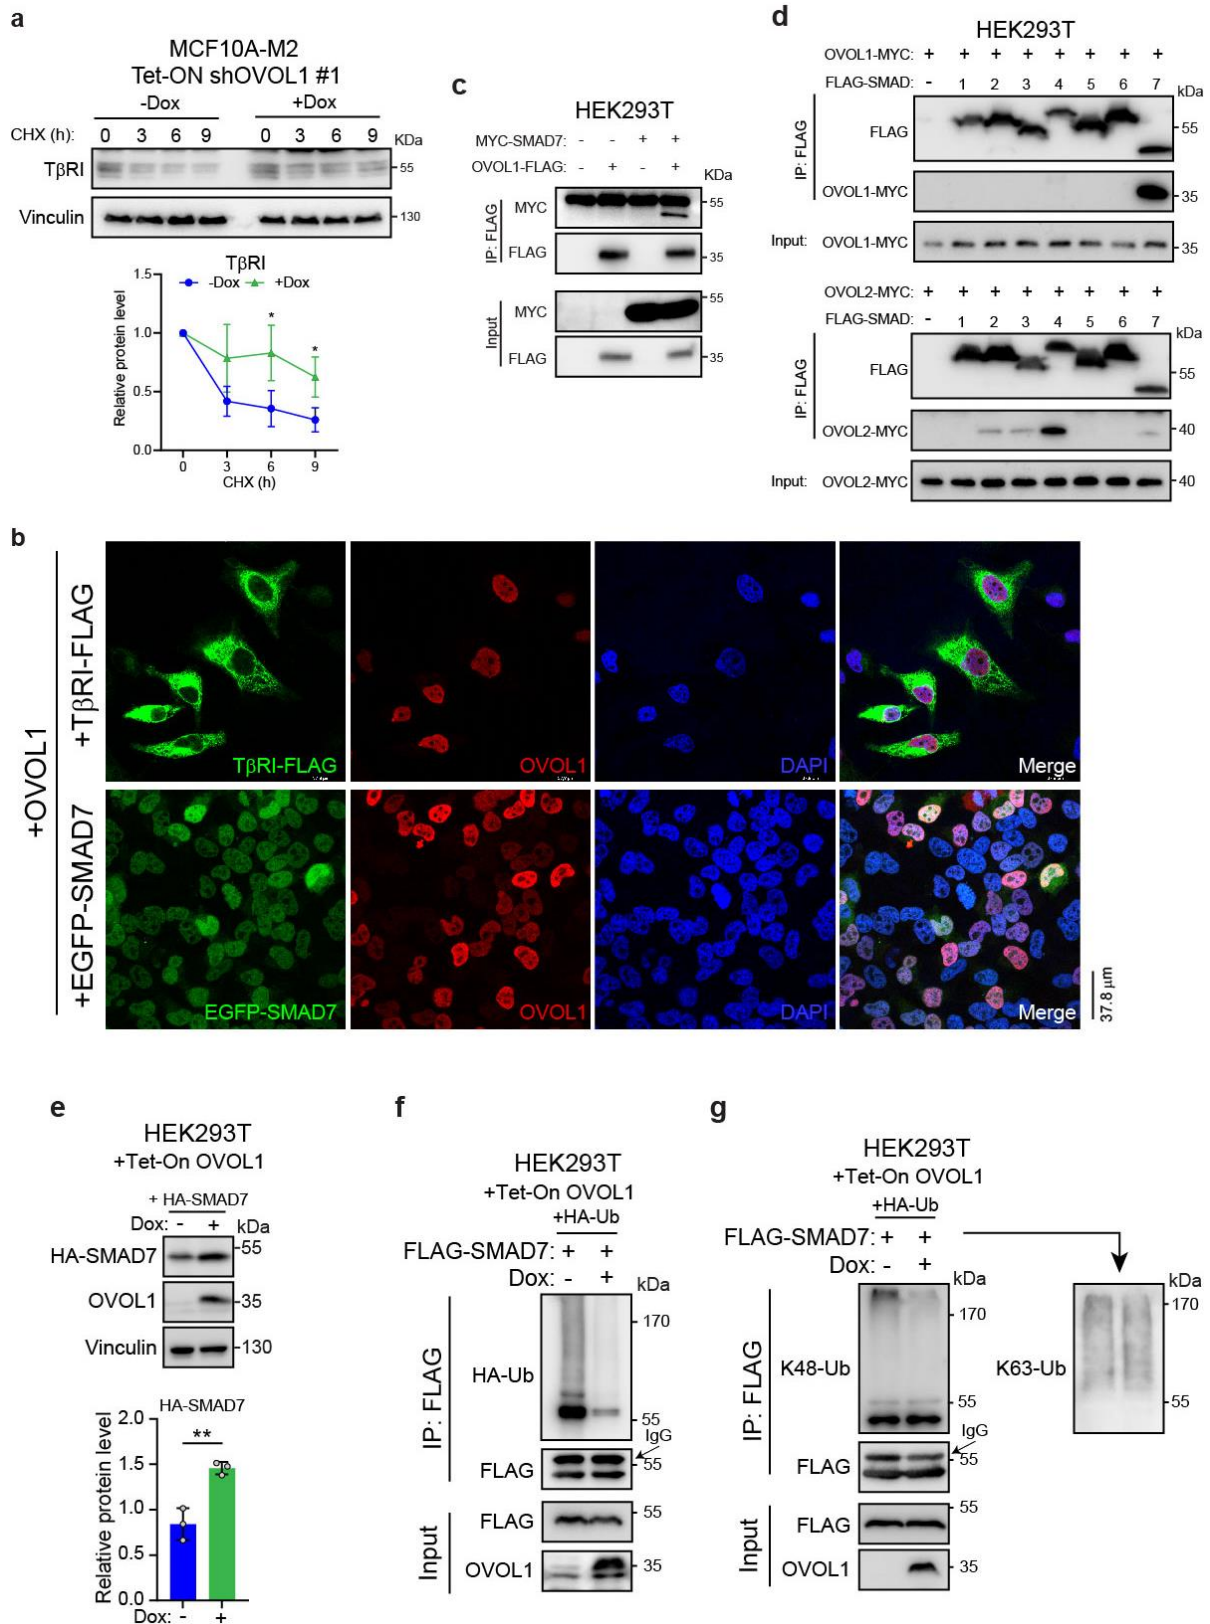 a
MCF10A-M2
Tet-ON shOVOL1 #1
-Dox +Dox
CHX (h): 0 3 6 9 0 3 6 9 KDa
TβRI 55
Vinculin 130
TβRI
-Dox +Dox
Relative protein level
1.5
1.0
0.5
0.0
* *
0 3 6 9
CHX (h)
c
HEK293T
MYC-SMAD7 - - + +
OVOL1-FLAG: - + - +
KDa
IP: FLAG
MYC 55
FLAG 35
Input
MYC 55
FLAG 35
d
HEK293T
OVOL1-MYC: + + + + + + + +
FLAG-SMAD: - 1 2 3 4 5 6 7
kDa
IP: FLAG
FLAG 55
OVOL1-MYC 35
Input: OVOL1-MYC 35
OVOL2-MYC: + + + + + + + +
FLAG-SMAD: - 1 2 3 4 5 6 7
kDa
IP: FLAG
FLAG 55
OVOL2-MYC 40
Input: OVOL2-MYC 40
b
+OVOL1
+TβRI-FLAG
TβRI-FLAG OVOL1 DAPI Merge
+EGFP-SMAD7
EGFP-SMAD7 OVOL1 DAPI Merge
37.8 µm
e
HEK293T
+Tet-On OVOL1
+ HA-SMAD7
Dox: - + kDa
HA-SMAD7 55
OVOL1 35
Vinculin 130
HA-SMAD7
Relative protein level
2.0
1.5
1.0
0.5
0.0
**
Dox: - +
f
HEK293T
+Tet-On OVOL1
+HA-Ub
FLAG-SMAD7: + +
Dox: - +
kDa
IP: FLAG
170
HA-Ub
55
IgG
FLAG 55
Input
FLAG 55
OVOL1 35
g
HEK293T
+Tet-On OVOL1
+HA-Ub
FLAG-SMAD7: + +
Dox: - +
kDa
IP: FLAG
170
K48-Ub
55
IgG
FLAG 55
Input
FLAG 55
OVOL1 35
kDa
170
K63-Ub
55